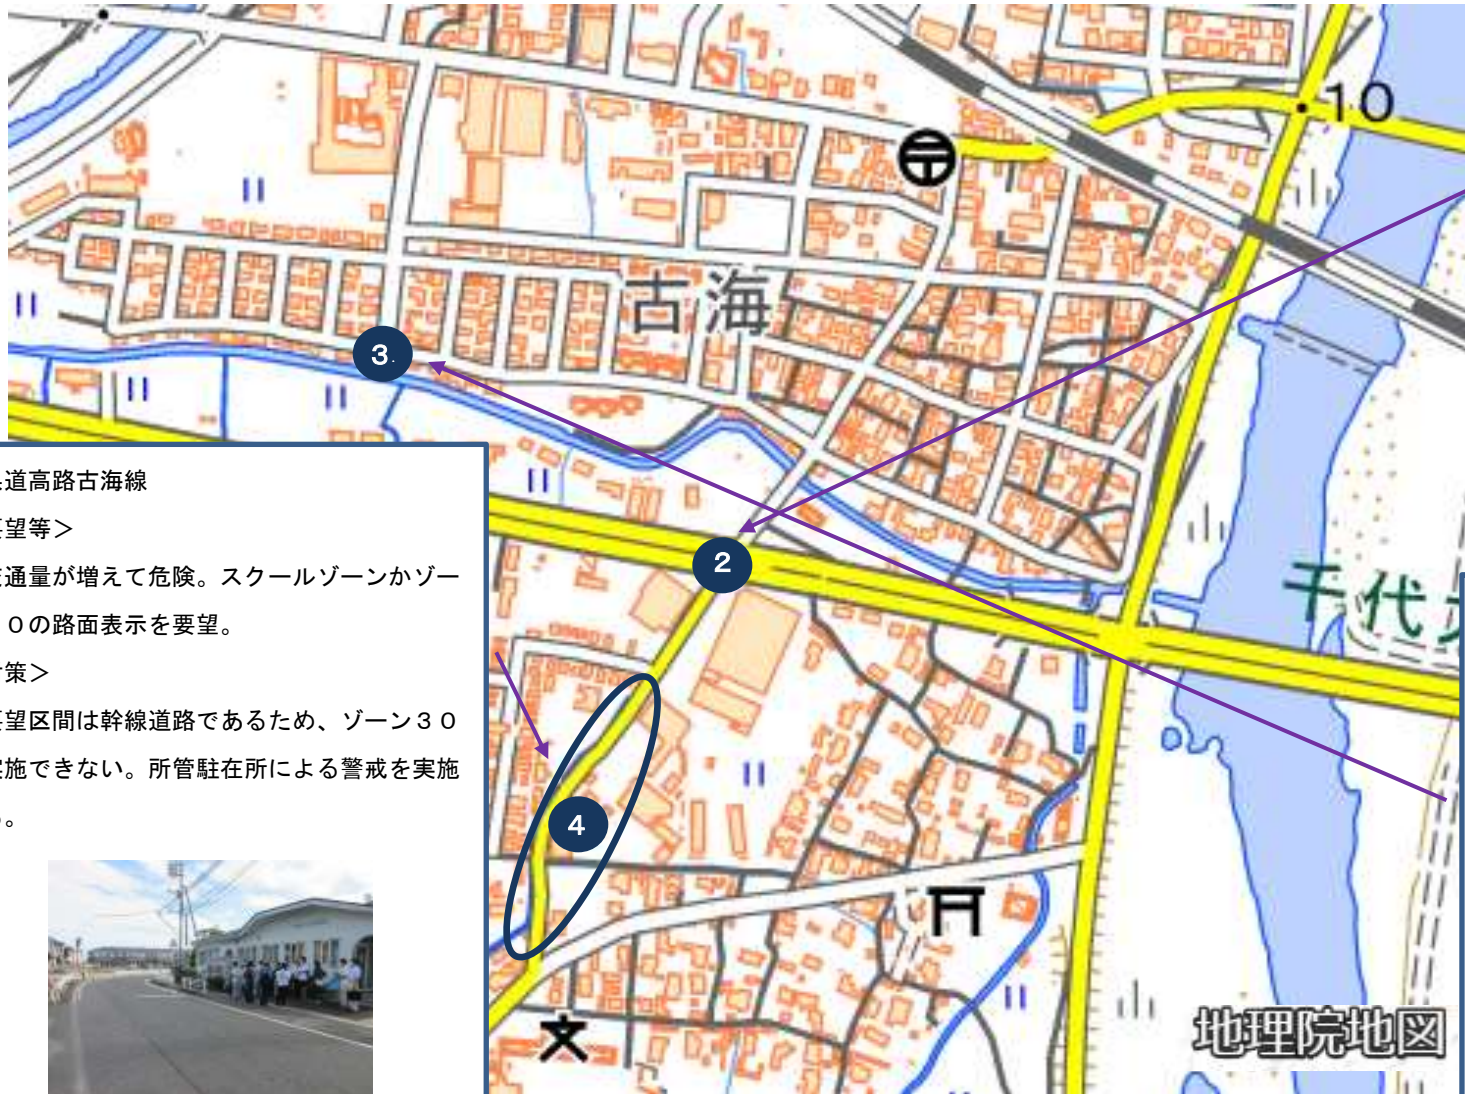 10
古海
3.
道高路古海線
望等＞
通量が増えて危険。スクールゾーンかゾー
０の路面表示を要望。
策＞
望区間は幹線道路であるため、ゾーン３０
実施できない。所管駐在所による警戒を実施
。
2
千代
4
地理院地図